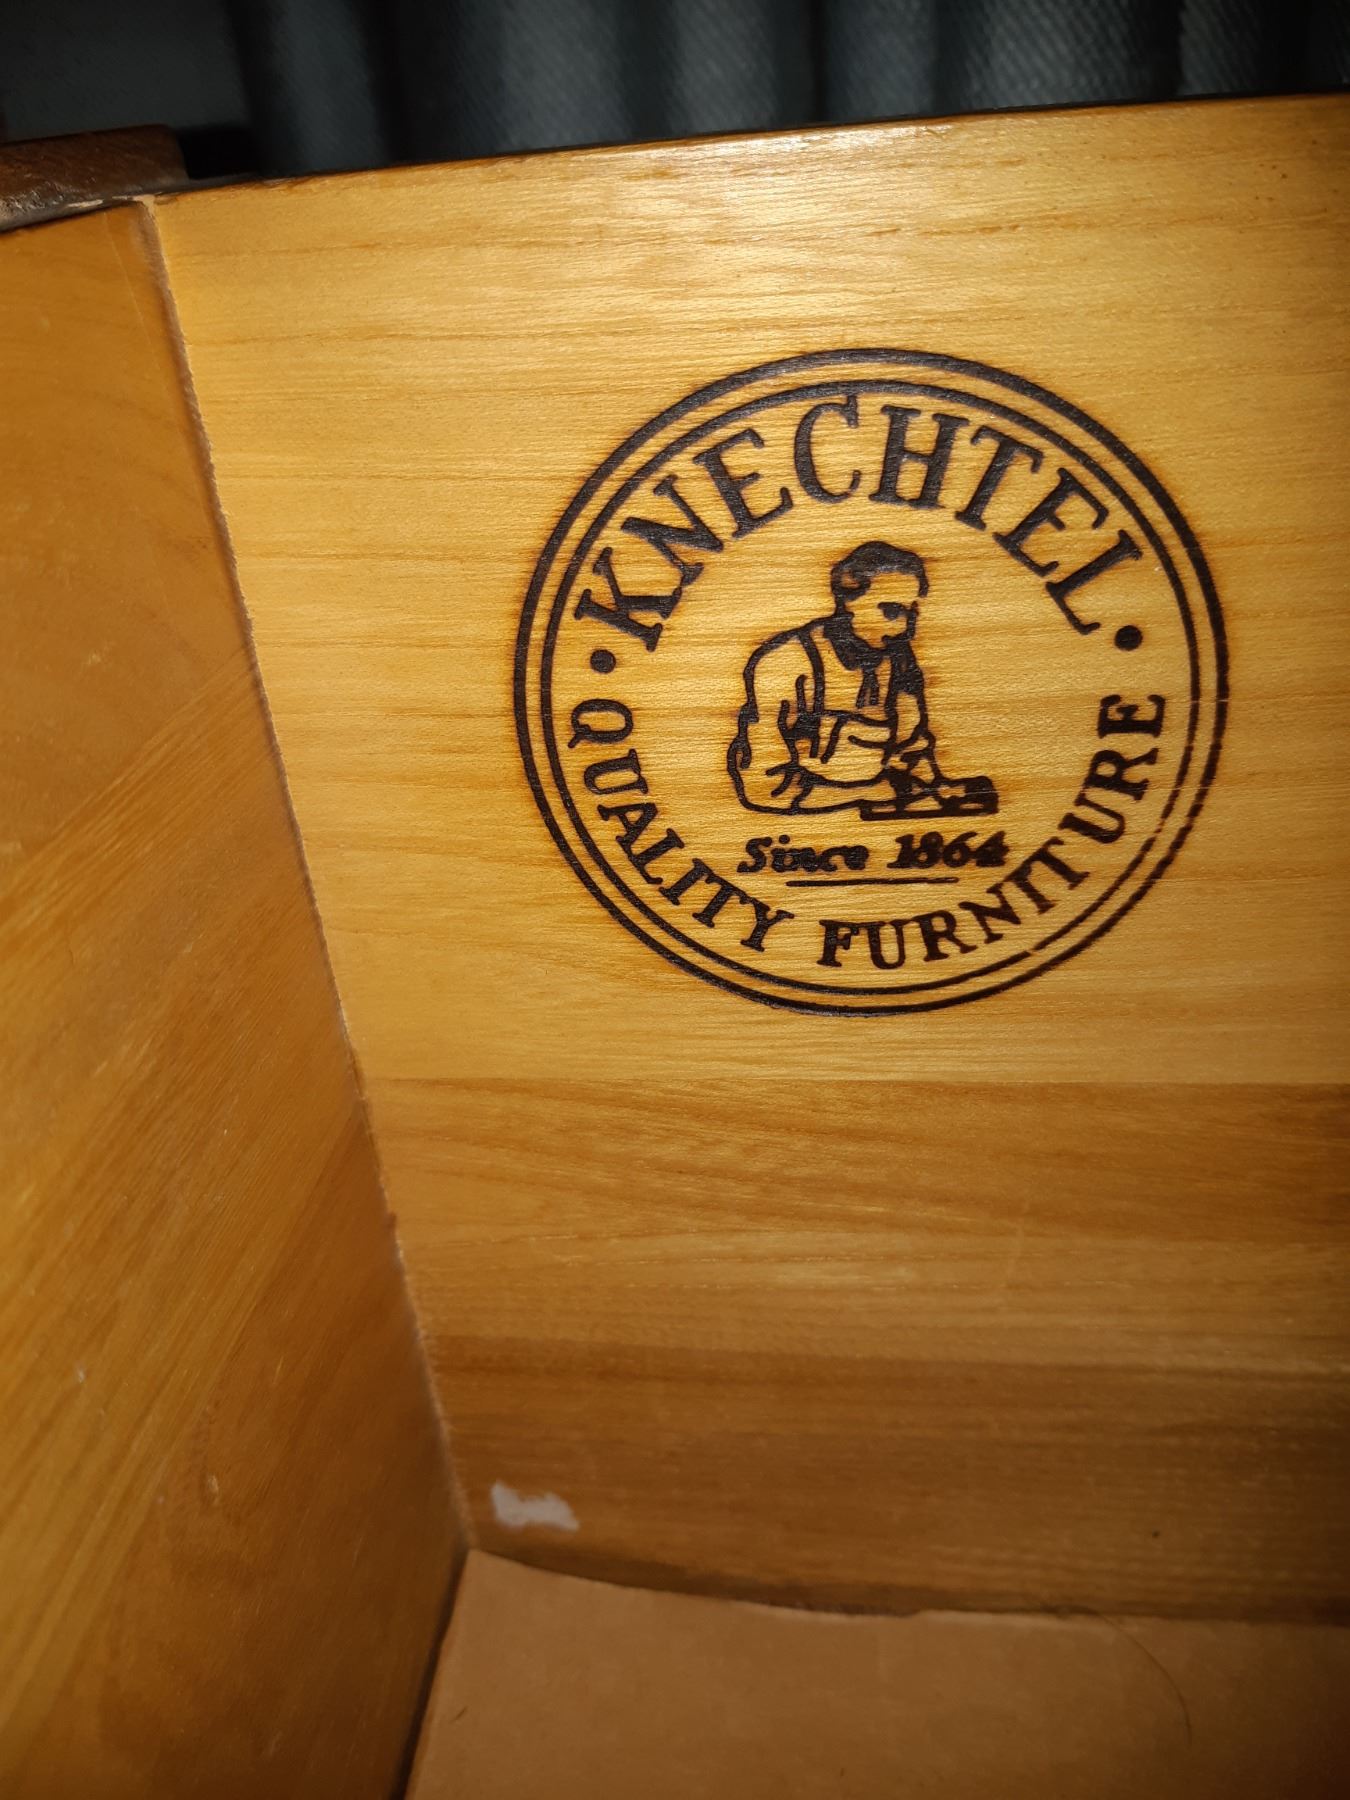 • KNECHTEL •
Since 1864
QUALITY FURNITURE